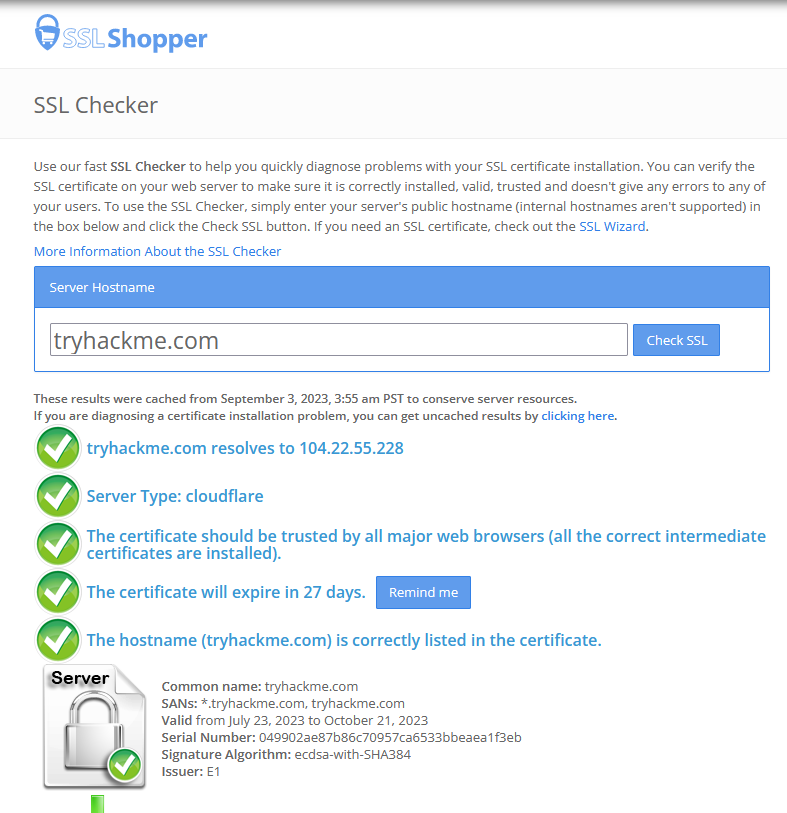 SSLShopper
SSL Checker
Use our fast SSL Checker to help you quickly diagnose problems with your SSL certificate installation. You can verify the
SSL certificate on your web server to make sure it is correctly installed, valid, trusted and doesn't give any errors to any of
your users. To use the SSL Checker, simply enter your server's public hostname (internal hostnames aren't supported) in
the box below and click the Check SSL button. If you need an SSL certificate, check out the SSL Wizard.
More Information About the SSL Checker
Server Hostname
tryhackme.com Check SSL
These results were cached from September 3, 2023, 3:55 am PST to conserve server resources.
If you are diagnosing a certificate installation problem, you can get uncached results by clicking here.
tryhackme.com resolves to 104.22.55.228
Server Type: cloudflare
The certificate should be trusted by all major web browsers (all the correct intermediate
certificates are installed).
The certificate will expire in 27 days. Remind me
The hostname (tryhackme.com) is correctly listed in the certificate.
Server
Common name: tryhackme.com
SANs: *.tryhackme.com, tryhackme.com
Valid from July 23, 2023 to October 21, 2023
Serial Number: 049902ae87b86c70957ca6533bbeaea1f3eb
Signature Algorithm: ecdsa-with-SHA384
Issuer: E1